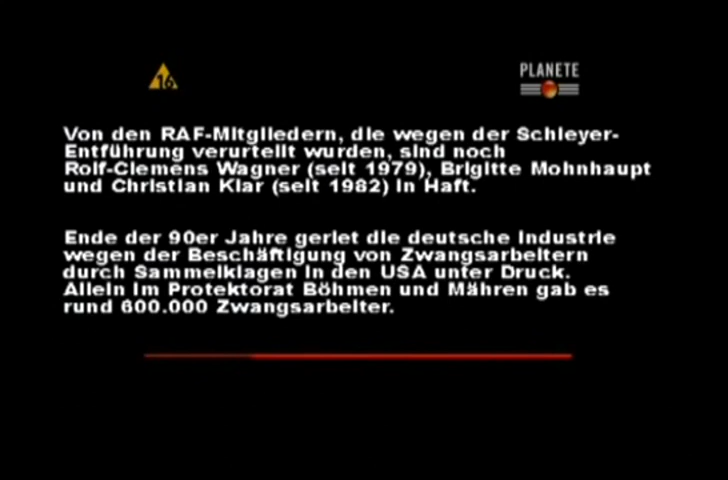 16
PLANETE
Von den RAF-Mitgliedern, die wegen der Schleyer-
Entführung verurteilt wurden, sind noch
Rolf-Clemens Wagner (seit 1979), Brigitte Mohnhaupt
und Christian Klar (seit 1982) in Haft.
Ende der 90er Jahre geriet die deutsche Industrie
wegen der Beschäftigung von Zwangsarbeitern
durch Sammelklagen in den USA unter Druck.
Allein im Protektorat Böhmen und Mähren gab es
rund 600.000 Zwangsarbeiter.